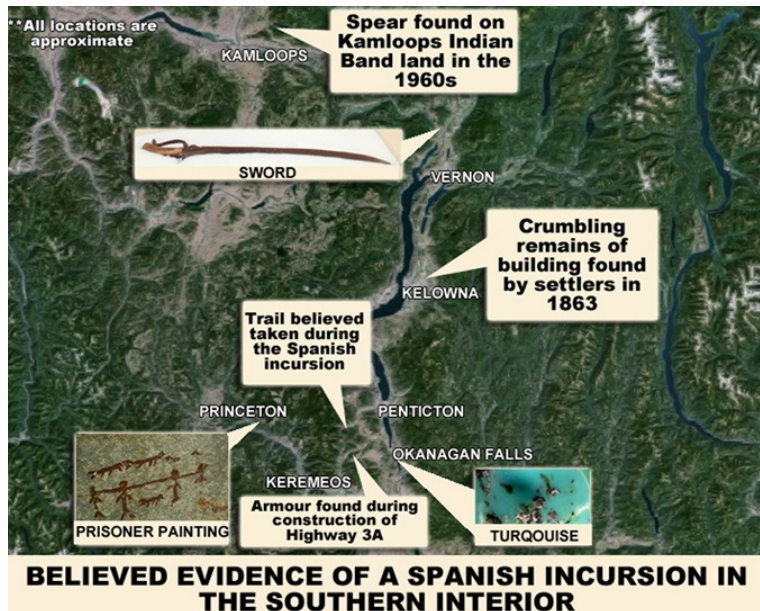 **All locations are
approximate
KAMLOOPS
Spear found on
Kamloops Indian
Band land in the
1960s
SWORD
VERNON
Crumbling
remains of
building found
by settlers in
1863
KELOWNA
Trail believed
taken during
the Spanish
incursion
PRINCETON
PENTICTON
OKANAGAN FALLS
KEREMEOS
PRISONER PAINTING
Armour found during
construction of
Highway 3A
TURQOUISE
BELIEVED EVIDENCE OF A SPANISH INCURSION IN
THE SOUTHERN INTERIOR